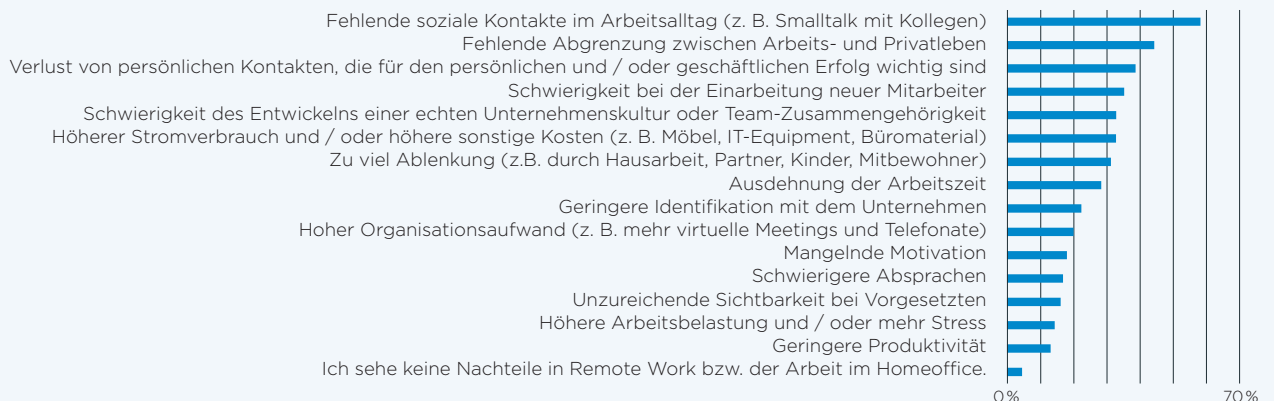 Fehlende soziale Kontakte im Arbeitsalltag (z. B. Smalltalk mit Kollegen)
Fehlende Abgrenzung zwischen Arbeits- und Privatleben
Verlust von persönlichen Kontakten, die für den persönlichen und / oder geschäftlichen Erfolg wichtig sind
Schwierigkeit bei der Einarbeitung neuer Mitarbeiter
Schwierigkeit des Entwickelns einer echten Unternehmenskultur oder Team-Zusammengehörigkeit
Höherer Stromverbrauch und / oder höhere sonstige Kosten (z. B. Möbel, IT-Equipment, Büromaterial)
Zu viel Ablenkung (z.B. durch Hausarbeit, Partner, Kinder, Mitbewohner)
Ausdehnung der Arbeitszeit
Geringere Identifikation mit dem Unternehmen
Hoher Organisationsaufwand (z. B. mehr virtuelle Meetings und Telefonate)
Mangelnde Motivation
Schwierigere Absprachen
Unzureichende Sichtbarkeit bei Vorgesetzten
Höhere Arbeitsbelastung und / oder mehr Stress
Geringere Produktivität
Ich sehe keine Nachteile in Remote Work bzw. der Arbeit im Homeoffice.
0 % 70 %